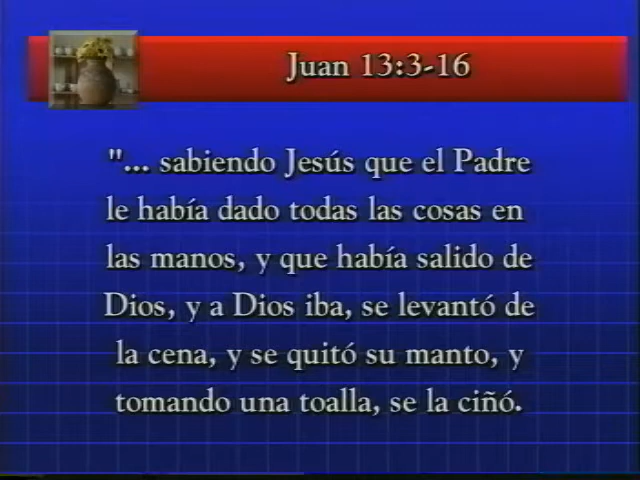 Juan 13:3-16
"... sabiendo Jesús que el Padre
le había dado todas las cosas en
las manos, y que había salido de
Dios, y a Dios iba, se levantó de
la cena, y se quitó su manto, y
tomando una toalla, se la ciñó.